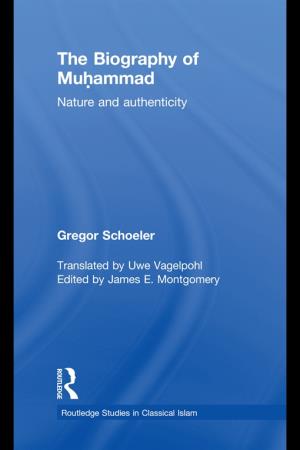 The Biography of
Muḥammad
Nature and authenticity
Gregor Schoeler
Translated by Uwe Vagelpohl
Edited by James E. Montgomery
ROUTLEDGE
Routledge Studies in Classical Islam